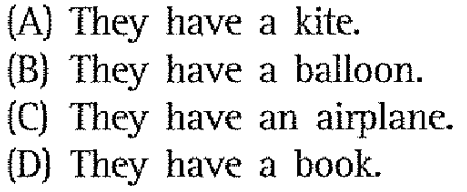 (A) They have a kite.
(B) They have a balloon.
(C) They have an airplane.
(D) They have a book.